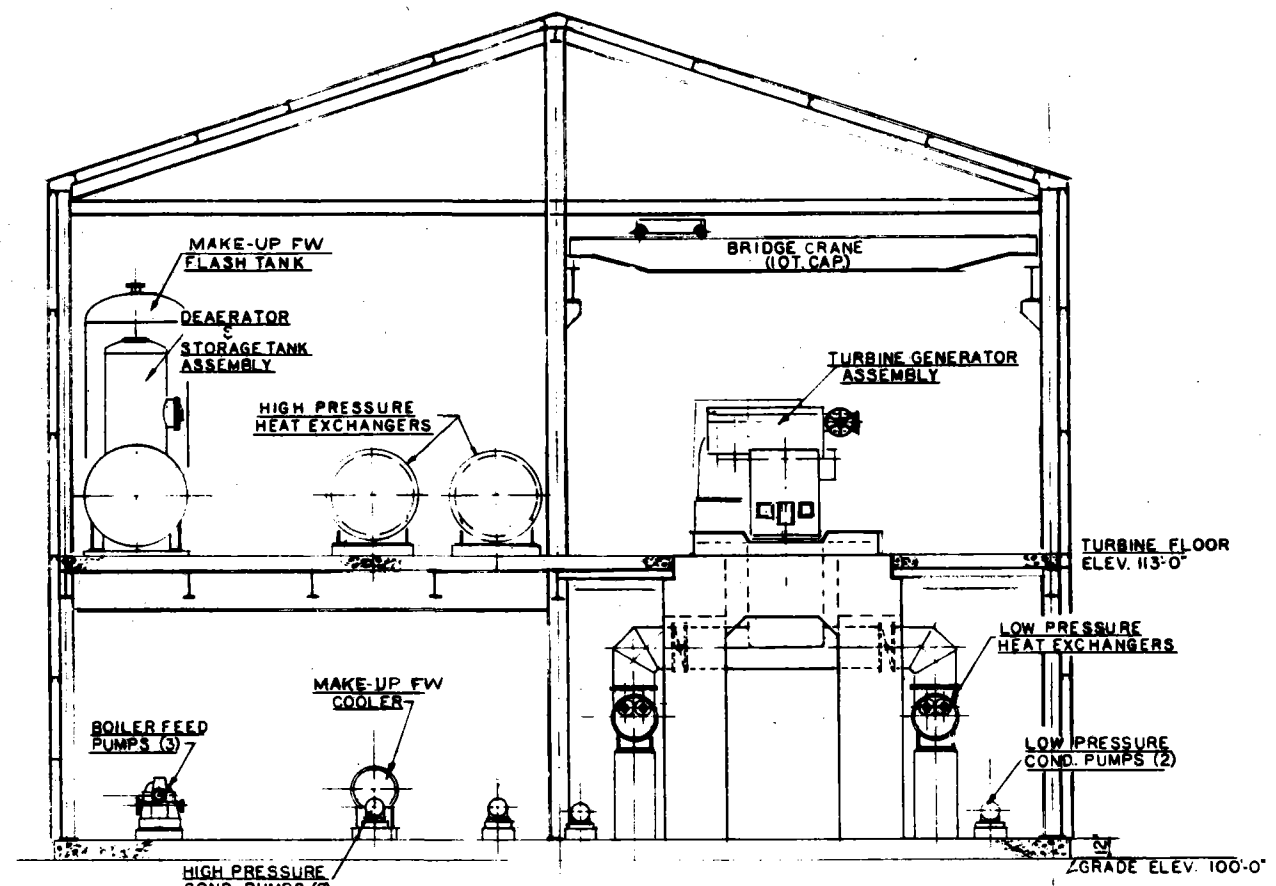 MAKE-UP FW
FLASH TANK
DEAERATOR
&
STORAGE TANK
ASSEMBLY
HIGH PRESSURE
HEAT EXCHANGERS
BRIDGE CRANE
(10T. CAP.)
TURBINE GENERATOR
ASSEMBLY
TURBINE FLOOR
ELEV. 113'-0"
LOW PRESSURE
HEAT EXCHANGERS
MAKE-UP FW
COOLER
BOILER FEED
PUMPS (3)
LOW PRESSURE
COND. PUMPS (2)
12"
GRADE ELEV. 100'-0"
HIGH PRESSURE
COND. PUMPS